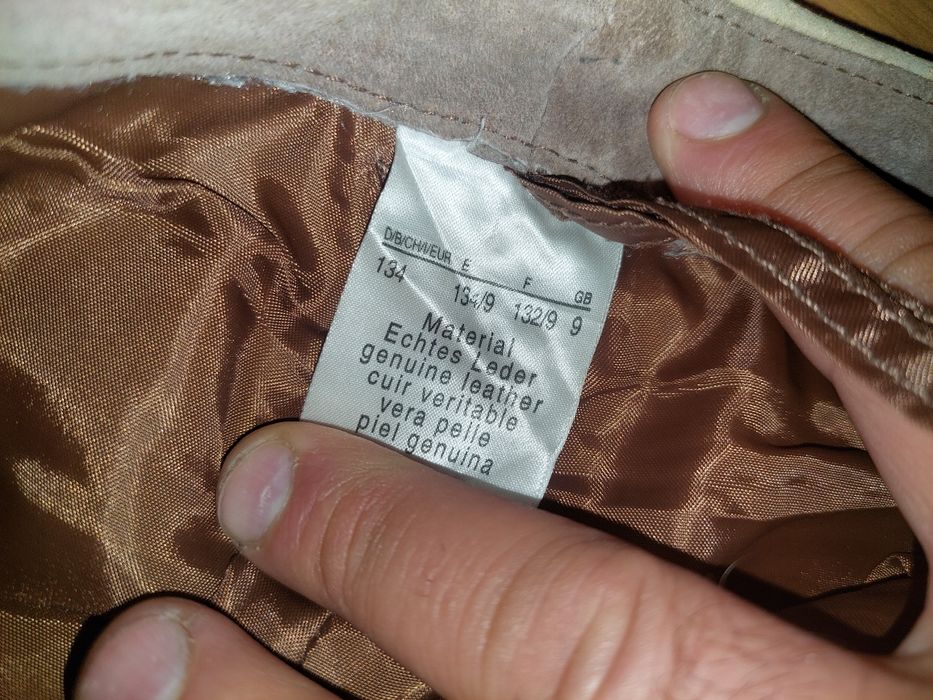 D/B/CH/I/EUR E F GB
134 134/9 132/9 9
Material
Echtes Leder
genuine leather
cuir veritable
vera pelle
piel genuina